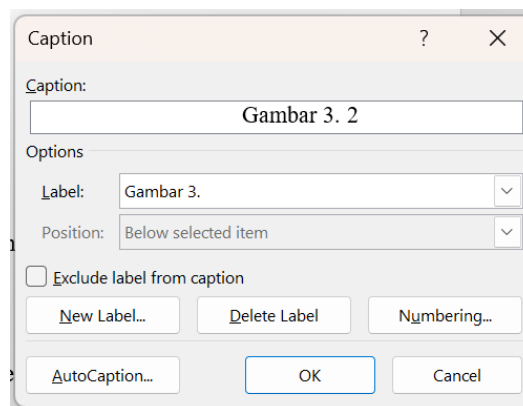 Caption ?
Caption:
Gambar 3. 2
Options
Label: Gambar 3.
Position: Below selected item
Exclude label from caption
New Label... Delete Label Numbering...
AutoCaption... OK Cancel